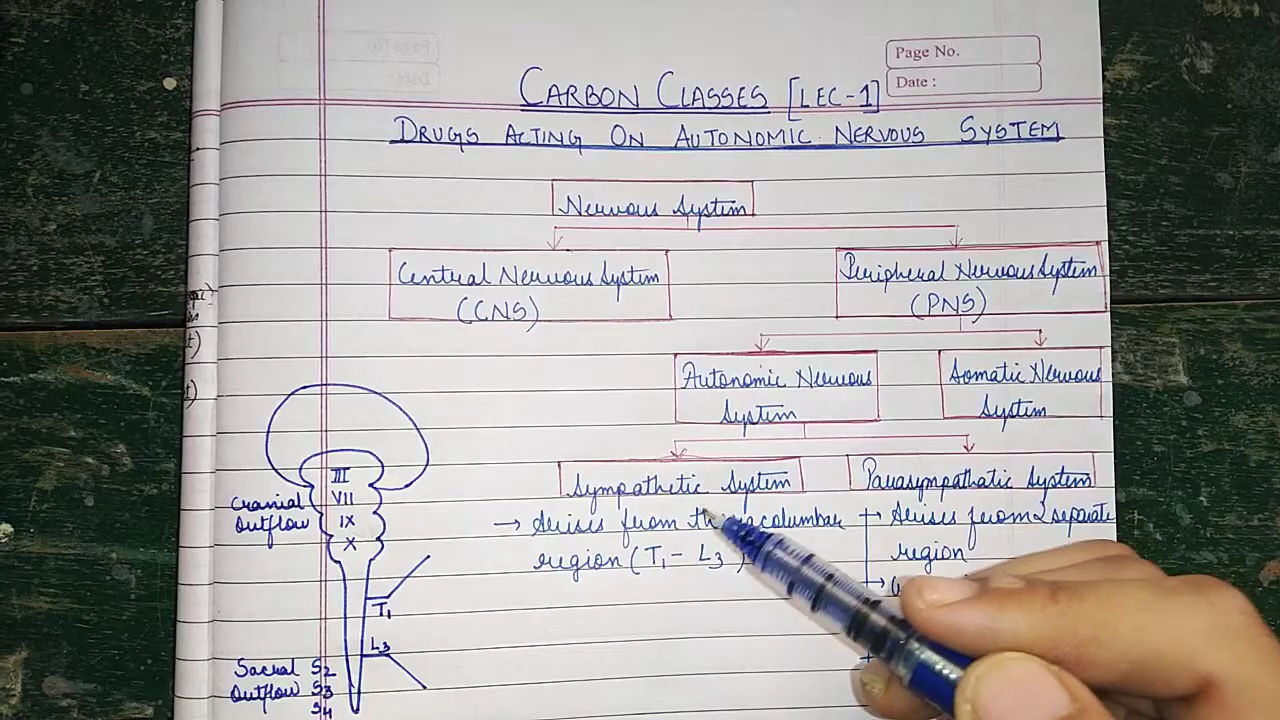 Page No.
Date :
CARBON CLASSES [LEC-1]
DRUGS ACTING ON AUTONOMIC NERVOUS SYSTEM
Nervous System
Central Nervous System
(CNS)
Peripheral Nervous System
(PNS)
Autonomic Nervous
System
Somatic Nervous
System
Sympathetic System
→ Arises from
region (T1 - L3)
Parasympathatic System
→ Arises from 2 separate
region
Cranial
Outflow
III
VII
IX
X
T1
L3
Sacral S2
Outflow S3
S4